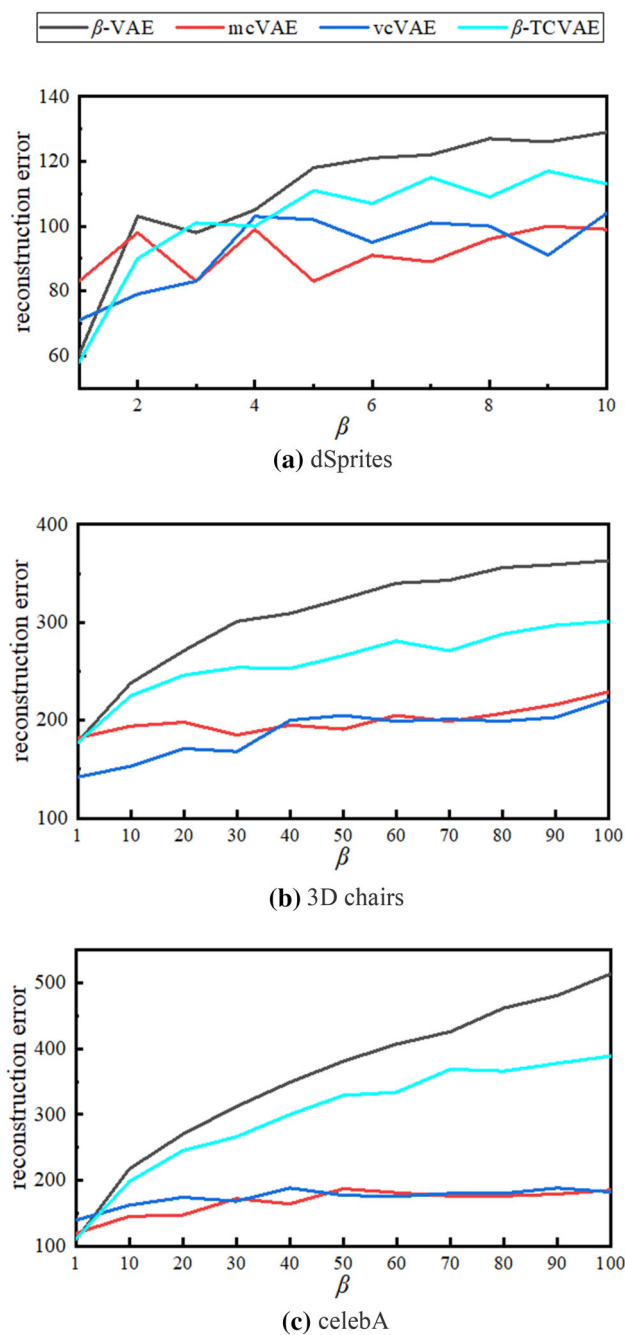 β-VAE mcVAE vcVAE β-TCVAE
140
120
100
80
60
reconstruction error
2 4 6 8 10
β
(a) dSprites
400
300
200
100
reconstruction error
1 10 20 30 40 50 60 70 80 90 100
β
(b) 3D chairs
500
400
300
200
100
reconstruction error
1 10 20 30 40 50 60 70 80 90 100
β
(c) celebA